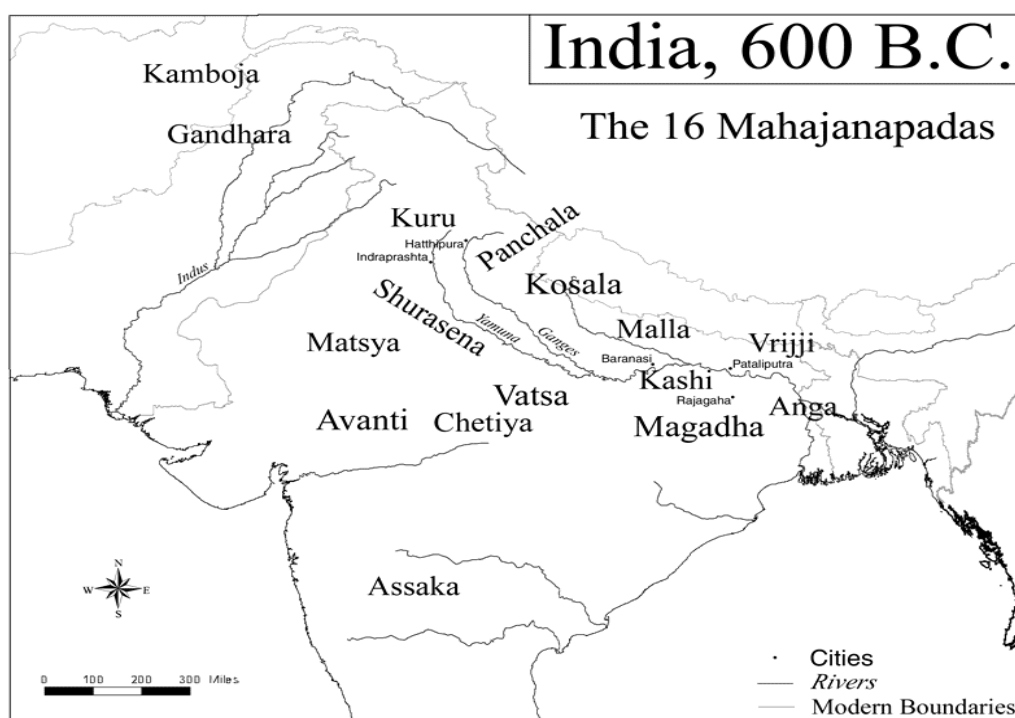 India, 600 B.C.
The 16 Mahajanapadas
Kamboja
Gandhara
Kuru
Panchala
Hatthipura
Indraprashta
Indus
Kosala
Shurasena
Yamuna
Ganges
Malla
Matsya
Vrijji
Baranasi
Pataliputra
Kashi
Vatsa
Rajagaha
Anga
Avanti
Chetiya
Magadha
Assaka
N
W E
S
0 100 200 300 Miles
Cities
Rivers
Modern Boundaries